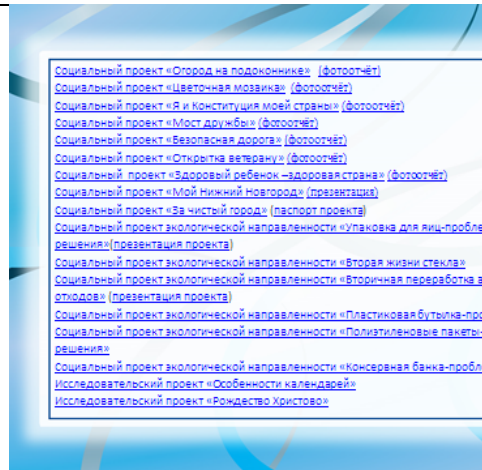 Социальный проект «Огород на подоконнике» (фотоотчёт)
Социальный проект «Цветочная мозаика» (фотоотчёт)
Социальный проект «Я и Конституция моей страны» (фотоотчёт)
Социальный проект «Мост дружбы» (фотоотчёт)
Социальный проект «Безопасная дорога» (фотоотчёт)
Социальный проект «Открытка ветерану» (фотоотчёт)
Социальный проект «Здоровый ребенок –здоровая страна» (фотоотчёт)
Социальный проект «Мой Нижний Новгород» (презентация)
Социальный проект «За чистый город» (паспорт проекта)
Социальный проект экологической направленности «Упаковка для яиц-пробле
решения»(презентация проекта)
Социальный проект экологической направленности «Вторая жизни стекла»
Социальный проект экологической направленности «Вторичная переработка
отходов» (презентация проекта)
Социальный проект экологической направленности «Пластиковая бутылка-про
Социальный проект экологической направленности «Полиэтиленовые пакеты-
решения»
Социальный проект экологической направленности «Консервная банка-пробл
Исследовательский проект «Особенности календарей»
Исследовательский проект «Рождество Христово»